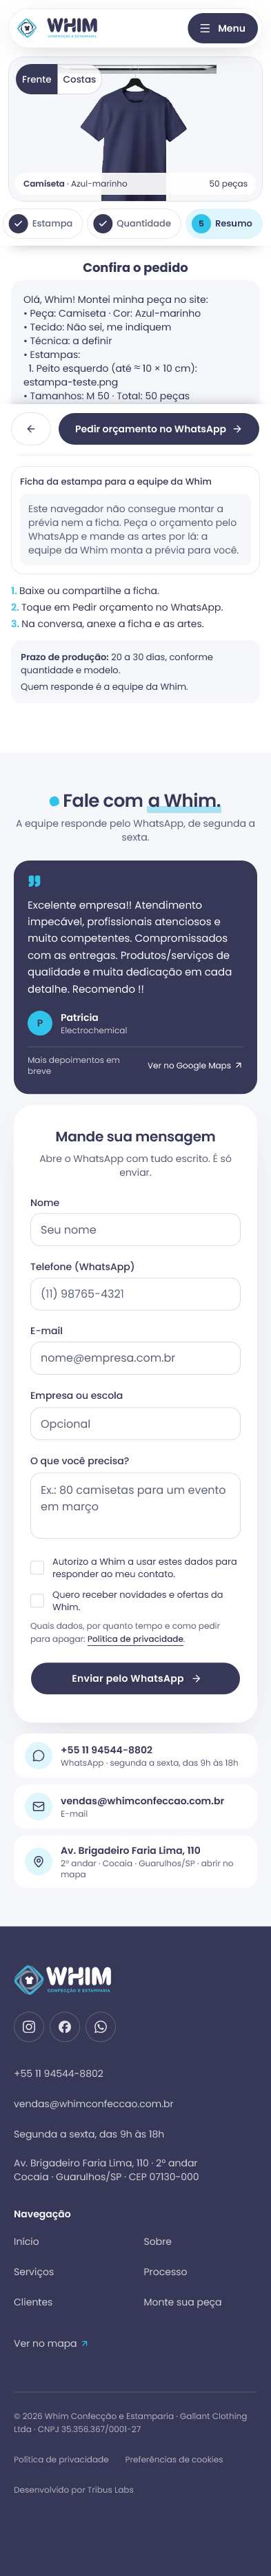 WHIM
CONFECÇÃO E ESTAMPARIA
Menu
Frente
Costas
Camiseta · Azul-marinho
50 peças
Estampa
Quantidade
5 Resumo
Confira o pedido
Olá, Whim! Montei minha peça no site:
• Peça: Camiseta · Cor: Azul-marinho
• Tecido: Não sei, me indiquem
• Técnica: a definir
• Estampas:
1. Peito esquerdo (até ≈ 10 × 10 cm):
estampa-teste.png
• Tamanhos: M 50 · Total: 50 peças
Pedir orçamento no WhatsApp
Ficha da estampa para a equipe da Whim
Este navegador não consegue montar a
prévia nem a ficha. Peça o orçamento pelo
WhatsApp e mande as artes por lá: a
equipe da Whim monta a prévia para você.
1. Baixe ou compartilhe a ficha.
2. Toque em Pedir orçamento no WhatsApp.
3. Na conversa, anexe a ficha e as artes.
Prazo de produção: 20 a 30 dias, conforme
quantidade e modelo.
Quem responde é a equipe da Whim.
Fale com a Whim.
A equipe responde pelo WhatsApp, de segunda a
sexta.
Excelente empresa!! Atendimento
impecável, profissionais atenciosos e
muito competentes. Compromissados
com as entregas. Produtos/serviços de
qualidade e muita dedicação em cada
detalhe. Recomendo !!
P
Patrícia
Electrochemical
Mais depoimentos em
breve
Ver no Google Maps
Mande sua mensagem
Abre o WhatsApp com tudo escrito. É só
enviar.
Nome
Seu nome
Telefone (WhatsApp)
(11) 98765-4321
E-mail
nome@empresa.com.br
Empresa ou escola
Opcional
O que você precisa?
Ex.: 80 camisetas para um evento
em março
Autorizo a Whim a usar estes dados para
responder ao meu contato.
Quero receber novidades e ofertas da
Whim.
Quais dados, por quanto tempo e como pedir
para apagar: Política de privacidade.
Enviar pelo WhatsApp
+55 11 94544-8802
WhatsApp · segunda a sexta, das 9h às 18h
vendas@whimconfeccao.com.br
E-mail
Av. Brigadeiro Faria Lima, 110
2º andar · Cocaia · Guarulhos/SP · abrir no
mapa
WHIM
CONFECÇÃO E ESTAMPARIA
+55 11 94544-8802
vendas@whimconfeccao.com.br
Segunda a sexta, das 9h às 18h
Av. Brigadeiro Faria Lima, 110 · 2º andar
Cocaia · Guarulhos/SP · CEP 07130-000
Navegação
Início
Sobre
Serviços
Processo
Clientes
Monte sua peça
Ver no mapa
© 2026 Whim Confecção e Estamparia · Gallant Clothing
Ltda · CNPJ 35.356.367/0001-27
Política de privacidade
Preferências de cookies
Desenvolvido por Tribus Labs